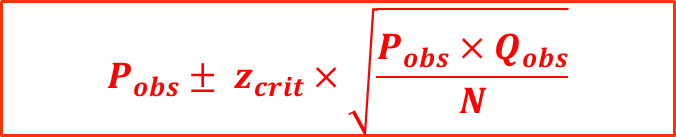 P_obs ± z_crit × √((P_obs × Q_obs) / N)